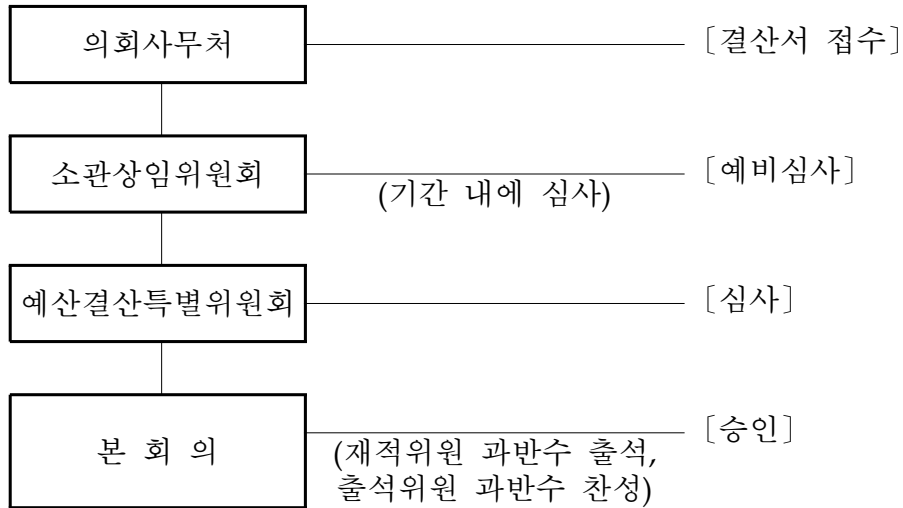 의회사무처 [결산서 접수]
소관상임위원회 [예비심사]
(기간 내에 심사)
예산결산특별위원회 [심사]
본 회 의 [승인]
(재적위원 과반수 출석,
출석위원 과반수 찬성)